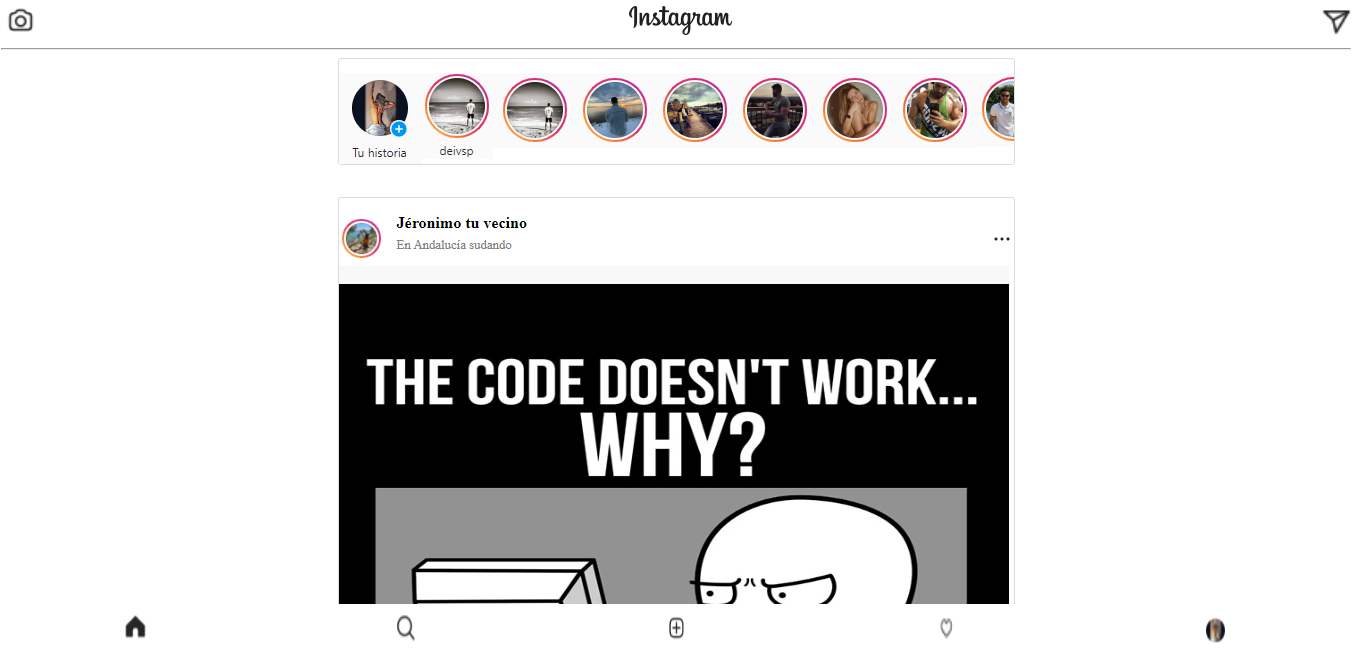 Instagram
Tu historia
deivsp
Jéronimo tu vecino
En Andalucía sudando
THE CODE DOESN'T WORK...
WHY?